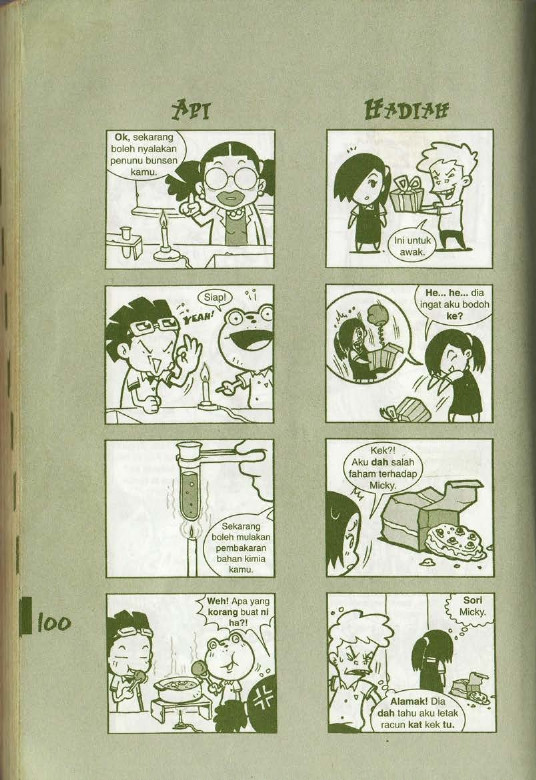 API
Ok, sekarang
boleh nyalakan
penunu bunsen
kamu.
Siap!
YEAH!
Sekarang
boleh mulakan
pembakaran
bahan kimia
kamu.
Weh! Apa yang
korang buat ni
ha?!
HADIAH
Ini untuk
awak.
He... he... dia
ingat aku bodoh
ke?
Kek?!
Aku dah salah
faham terhadap
Micky.
Sori
Micky.
Alamak! Dia
dah tahu aku letak
racun kat kek tu.
100